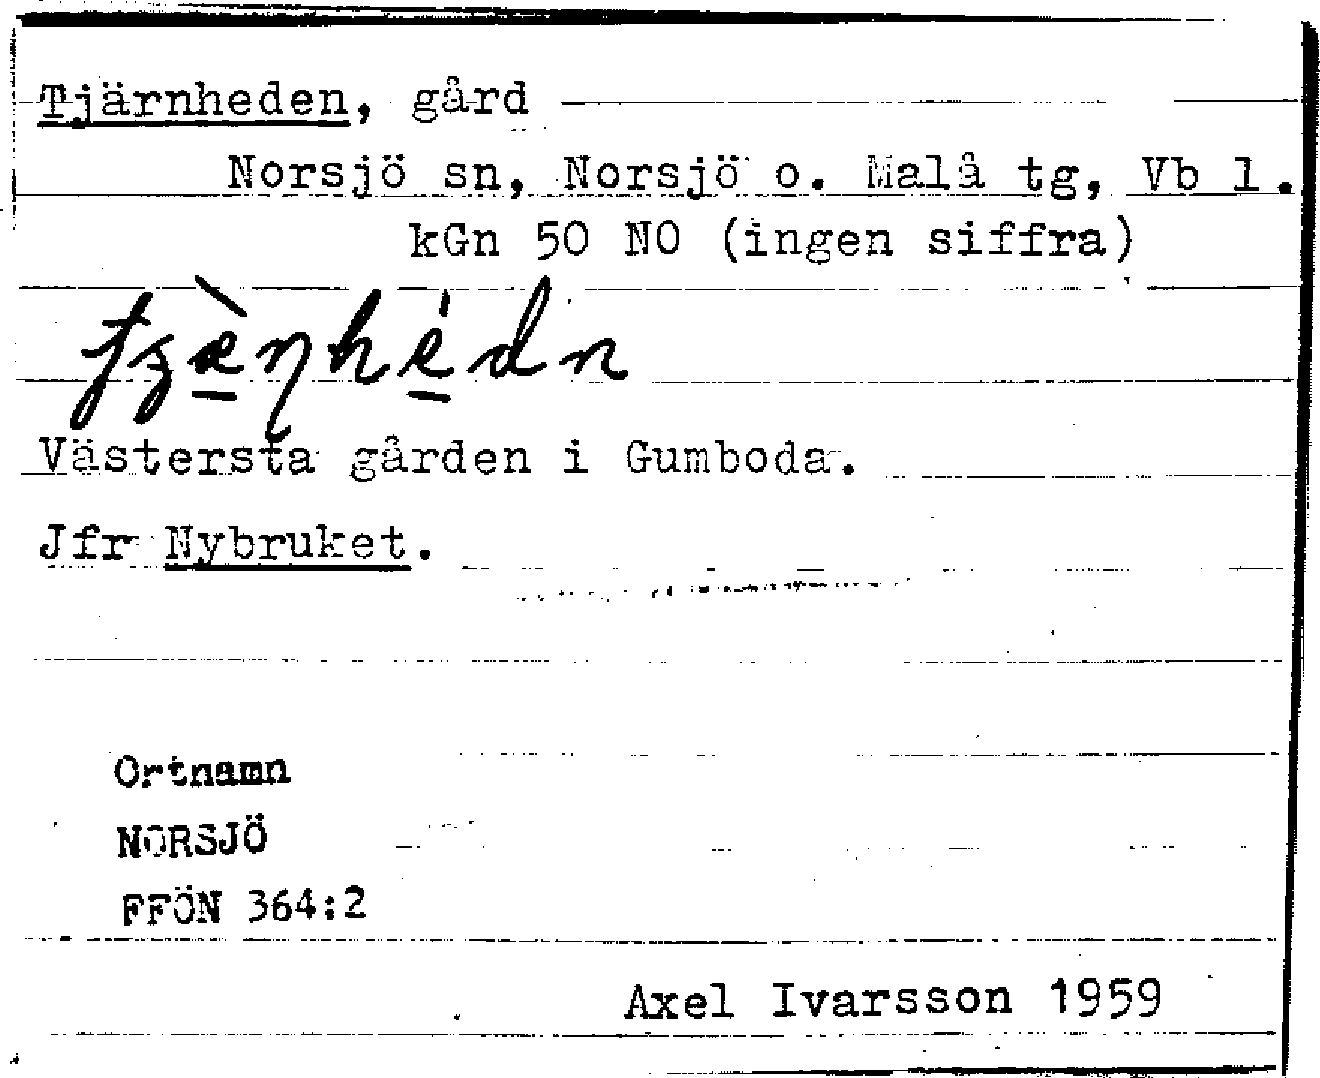 Tjärnheden, gård
Norsjö sn, Norsjö o. Malå tg, Vb l.
kGn 50 NO (ingen siffra)
Västersta gården i Gumboda.
Jfr Nybruket.
Ortnamn
NORSJÖ
FFÖN 364:2
Axel Ivarsson 1959